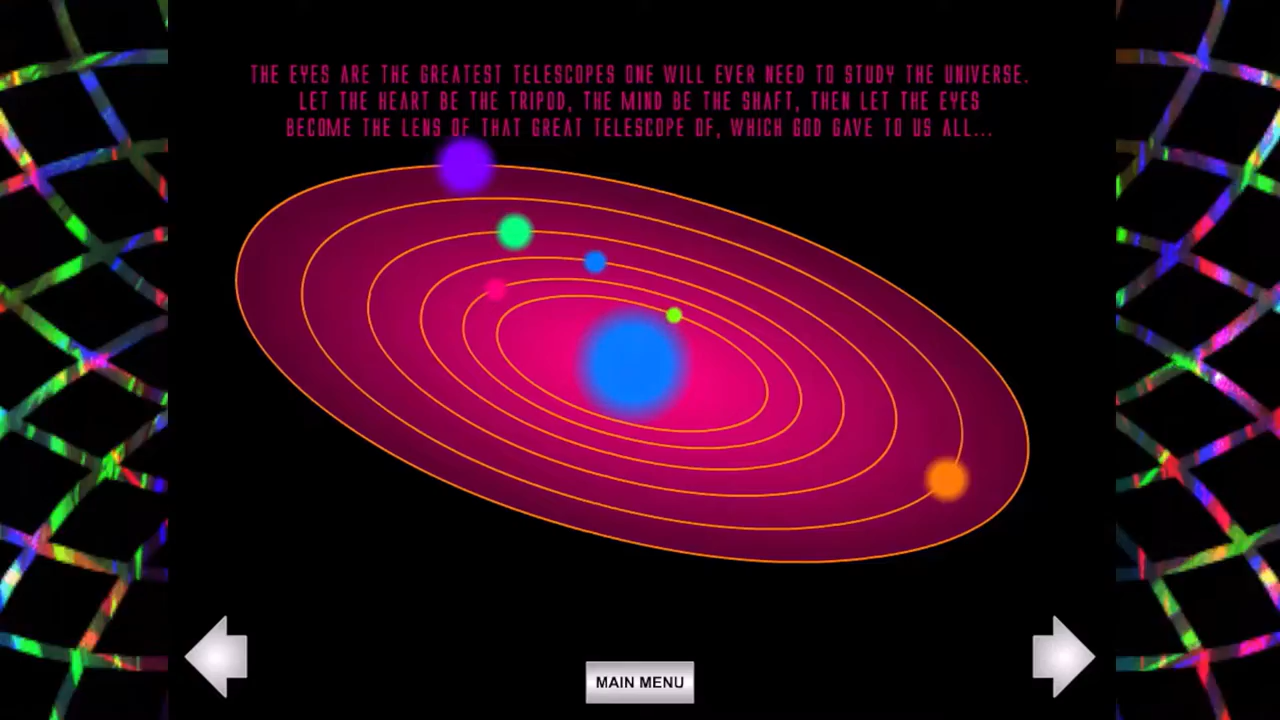 THE EYES ARE THE GREATEST TELESCOPES ONE WILL EVER NEED TO STUDY THE UNIVERSE.
LET THE HEART BE THE TRIPOD, THE MIND BE THE SHAFT, THEN LET THE EYES
BECOME THE LENS OF THAT GREAT TELESCOPE OF, WHICH GOD GAVE TO US ALL...
MAIN MENU